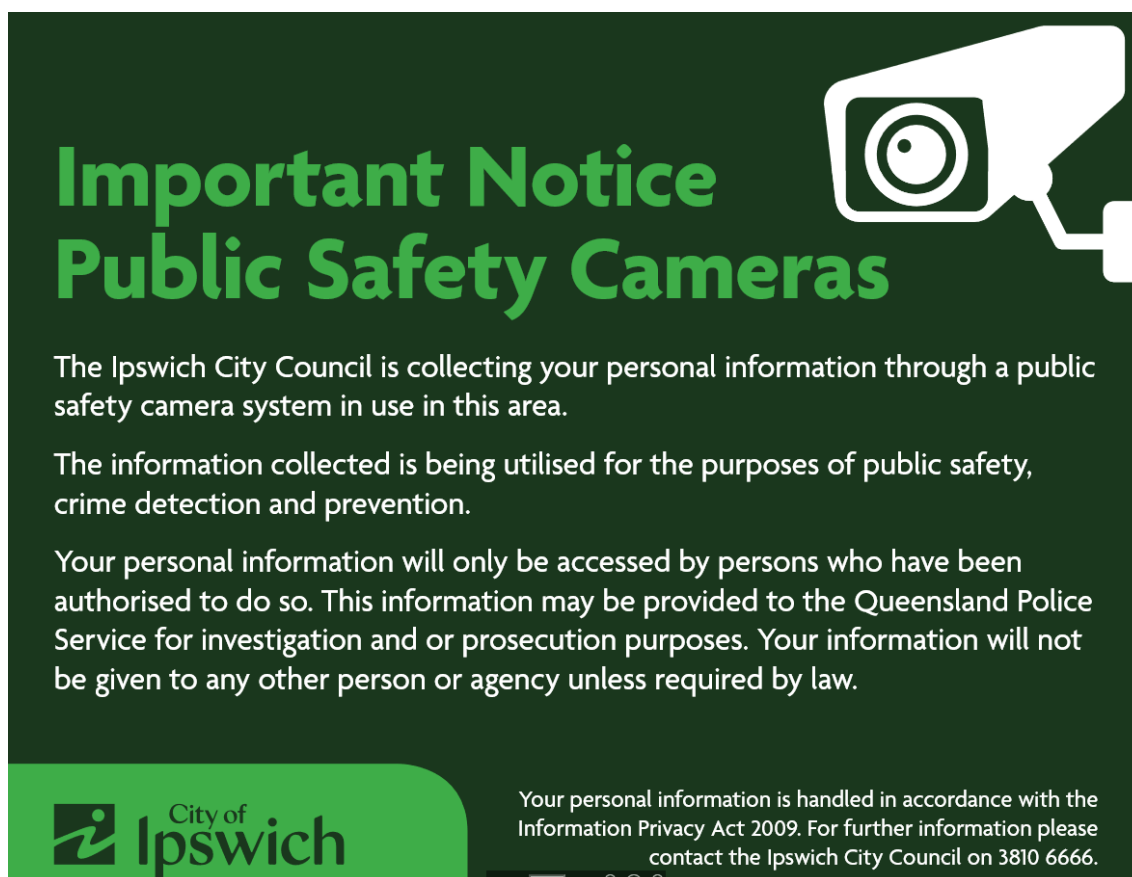 Important Notice
Public Safety Cameras
The Ipswich City Council is collecting your personal information through a public
safety camera system in use in this area.
The information collected is being utilised for the purposes of public safety,
crime detection and prevention.
Your personal information will only be accessed by persons who have been
authorised to do so. This information may be provided to the Queensland Police
Service for investigation and or prosecution purposes. Your information will not
be given to any other person or agency unless required by law.
City of
Ipswich
Your personal information is handled in accordance with the
Information Privacy Act 2009. For further information please
contact the Ipswich City Council on 3810 6666.